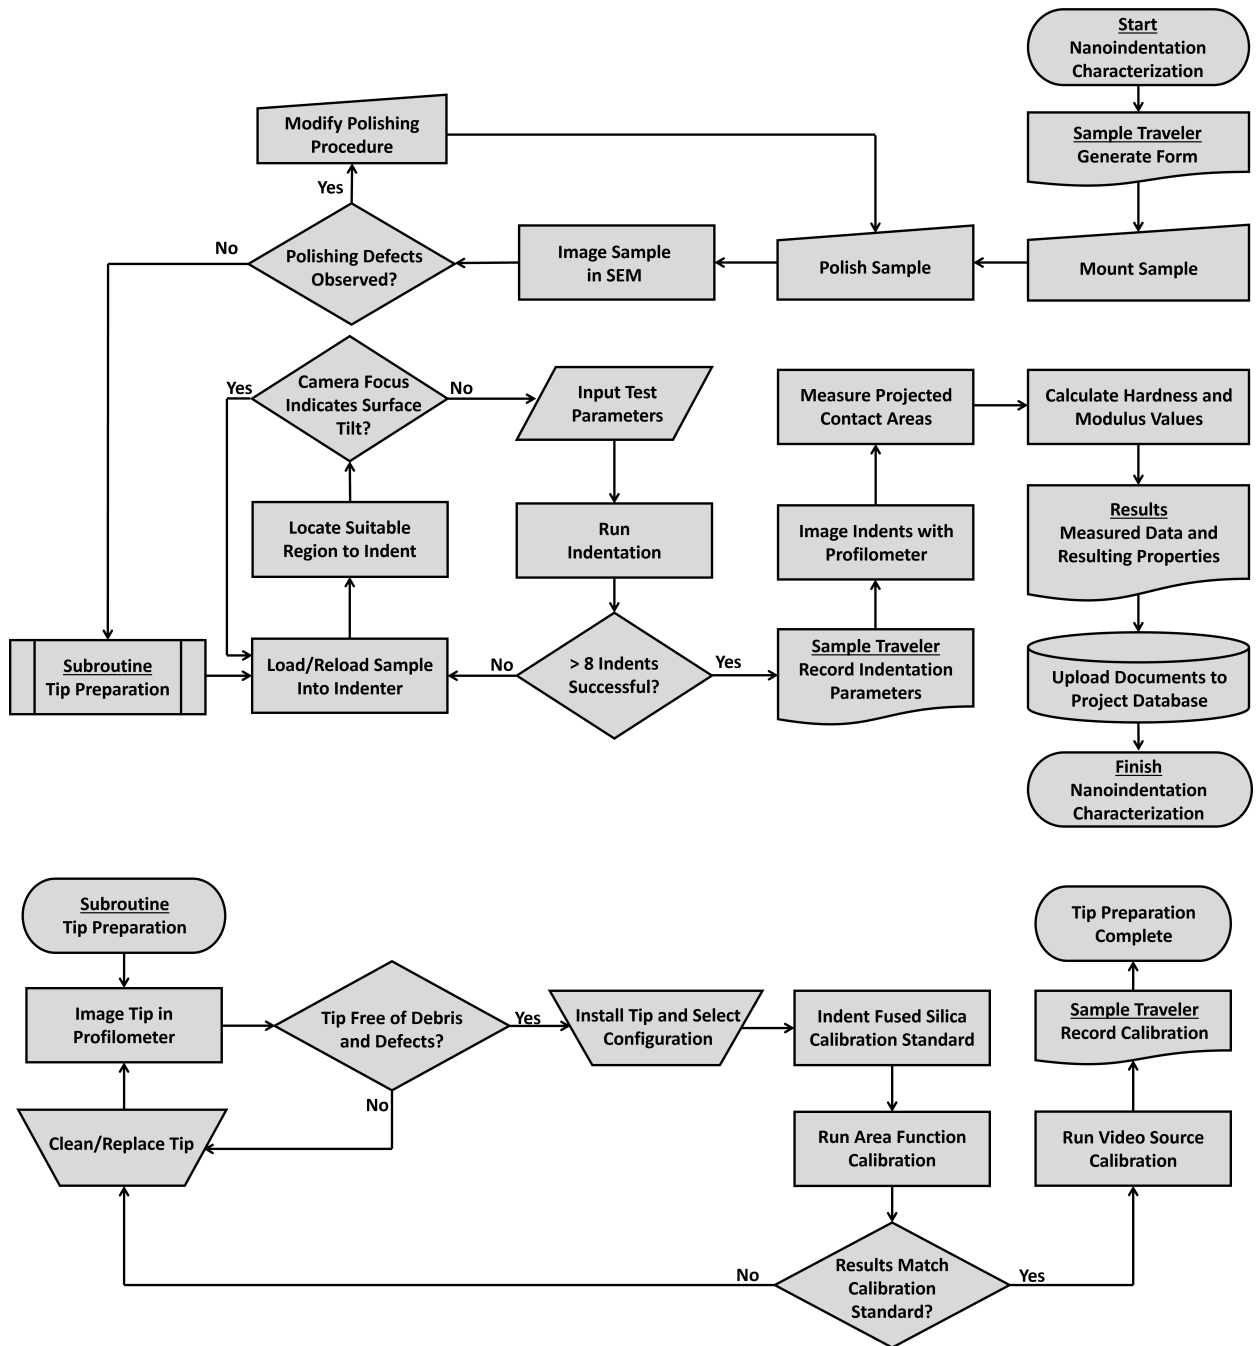 Start
Nanoindentation
Characterization
Sample Traveler
Generate Form
Mount Sample
Polish Sample
Image Sample
in SEM
Polishing Defects
Observed?
Yes
No
Modify Polishing
Procedure
Subroutine
Tip Preparation
Load/Reload Sample
Into Indenter
Locate Suitable
Region to Indent
Camera Focus
Indicates Surface
Tilt?
Yes
No
Input Test
Parameters
Run
Indentation
> 8 Indents
Successful?
No
Yes
Sample Traveler
Record Indentation
Parameters
Image Indents with
Profilometer
Measure Projected
Contact Areas
Calculate Hardness and
Modulus Values
Results
Measured Data and
Resulting Properties
Upload Documents to
Project Database
Finish
Nanoindentation
Characterization
Subroutine
Tip Preparation
Image Tip in
Profilometer
Tip Free of Debris
and Defects?
Yes
No
Clean/Replace Tip
Install Tip and Select
Configuration
Indent Fused Silica
Calibration Standard
Run Area Function
Calibration
Results Match
Calibration
Standard?
No
Yes
Run Video Source
Calibration
Sample Traveler
Record Calibration
Tip Preparation
Complete